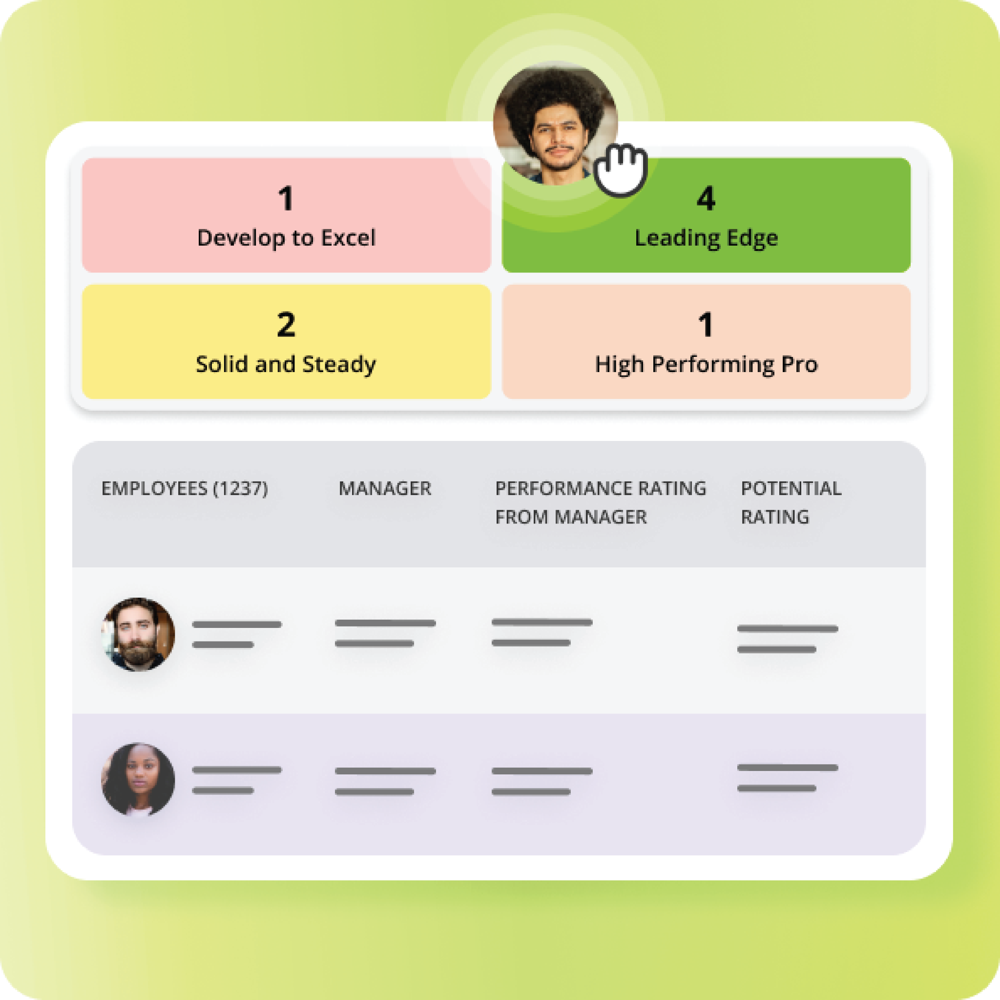 1
Develop to Excel
4
Leading Edge
2
Solid and Steady
1
High Performing Pro
EMPLOYEES (1237)
MANAGER
PERFORMANCE RATING
FROM MANAGER
POTENTIAL
RATING